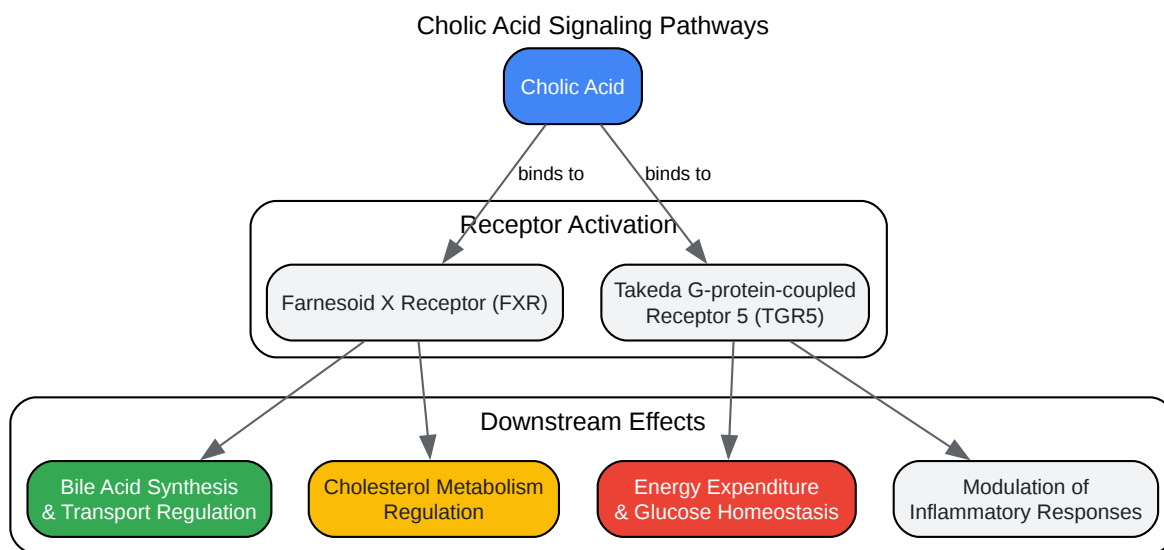 Cholic Acid Signaling Pathways
Cholic Acid
binds to
binds to
Receptor Activation
Farnesoid X Receptor (FXR)
Takeda G-protein-coupled
Receptor 5 (TGR5)
Downstream Effects
Bile Acid Synthesis
& Transport Regulation
Cholesterol Metabolism
Regulation
Energy Expenditure
& Glucose Homeostasis
Modulation of
Inflammatory Responses